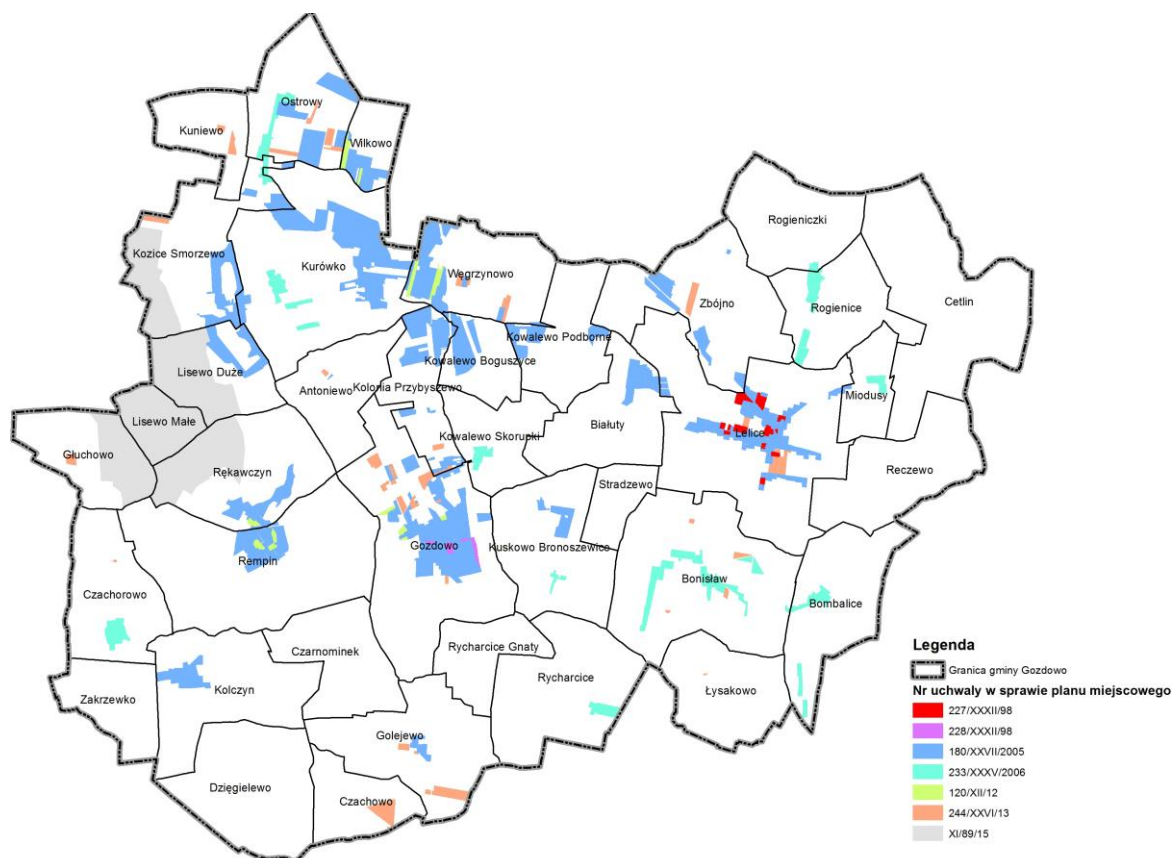 Ostrowy
Kuniewo
Wilkowo
Rogieniczki
Kozice Smorzewo
Kurówko
Węgrzynowo
Zbójno
Rogienice
Cetlin
Lisewo Duże
Kowalewo Podborne
Kowalewo Boguszyce
Antoniewo
Kolonia Przybyszewo
Miodusy
Lisewo Małe
Białuty
Lelice
Głuchowo
Kowalewo Skorupki
Rękawczyn
Reczewo
Stradzewo
Gozdowo
Kuskowo Bronoszewice
Rempin
Bonisław
Czachorowo
Bombalice
Czarnominek
Rycharcice Gnaty
Rycharcice
Zakrzewko
Kolczyn
Łysakowo
Golejewo
Dzięgielewo
Czachowo
Legenda
Granica gminy Gozdowo
Nr uchwały w sprawie planu miejscowego
227/XXXII/98
228/XXXII/98
180/XXVII/2005
233/XXXV/2006
120/XII/12
244/XXVI/13
XI/89/15